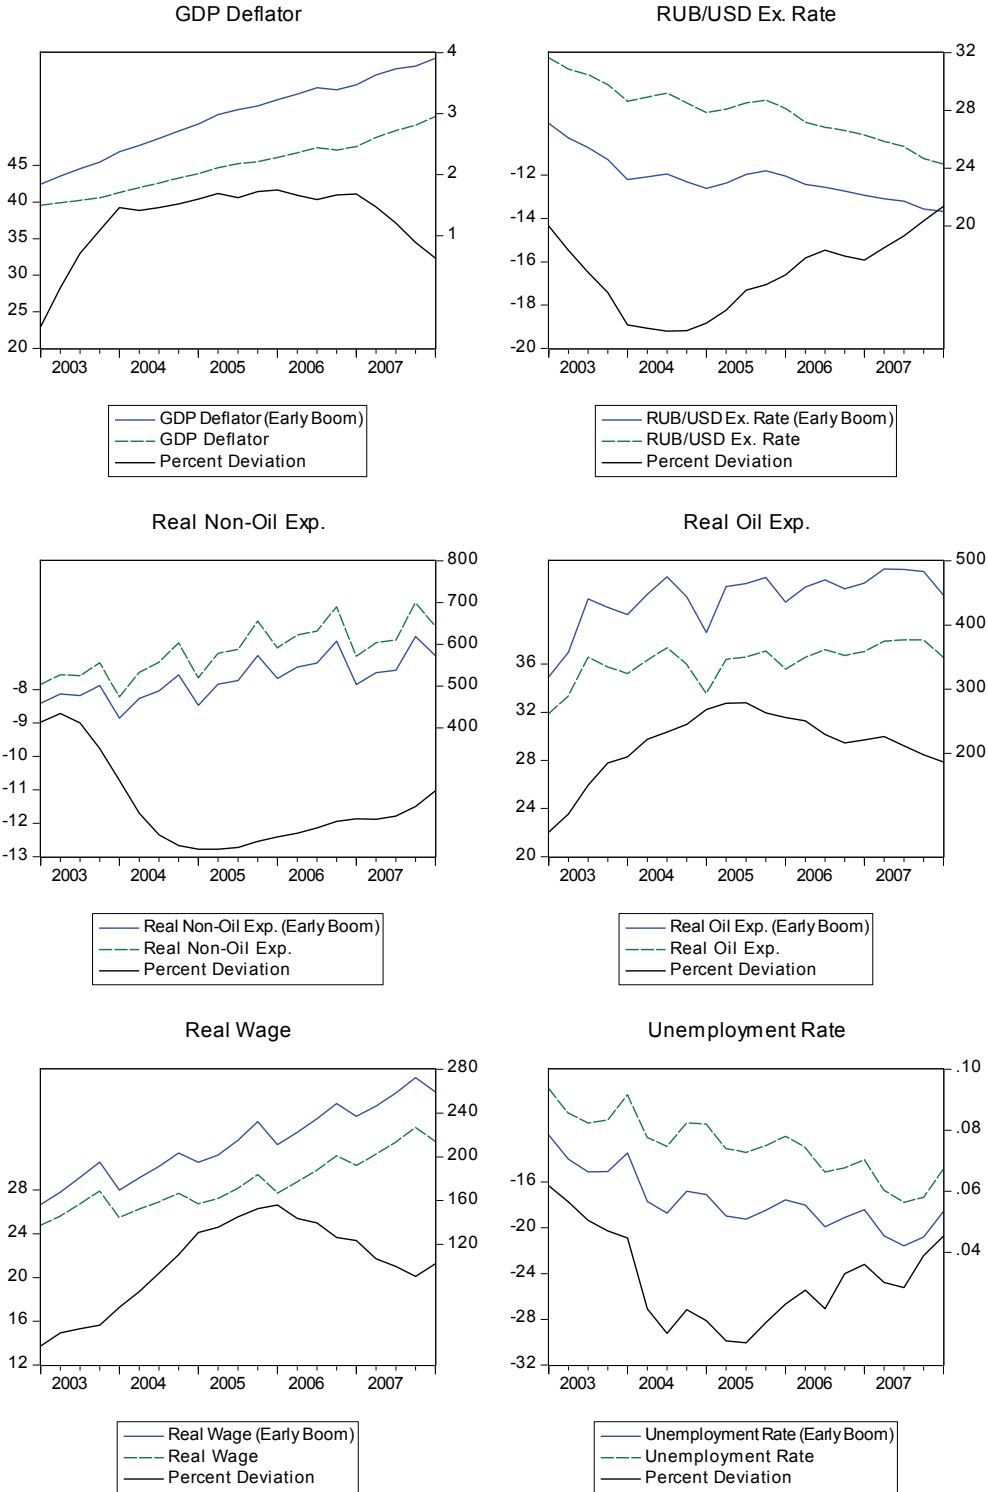 GDP Deflator
4
3
2
1
45
40
35
30
25
20
2003 2004 2005 2006 2007
GDP Deflator (Early Boom)
GDP Deflator
Percent Deviation
RUB/USD Ex. Rate
32
28
24
20
-12
-14
-16
-18
-20
2003 2004 2005 2006 2007
RUB/USD Ex. Rate (Early Boom)
RUB/USD Ex. Rate
Percent Deviation
Real Non-Oil Exp.
800
700
600
500
400
-8
-9
-10
-11
-12
-13
2003 2004 2005 2006 2007
Real Non-Oil Exp. (Early Boom)
Real Non-Oil Exp.
Percent Deviation
Real Oil Exp.
500
400
300
200
36
32
28
24
20
2003 2004 2005 2006 2007
Real Oil Exp. (Early Boom)
Real Oil Exp.
Percent Deviation
Real Wage
280
240
200
160
120
28
24
20
16
12
2003 2004 2005 2006 2007
Real Wage (Early Boom)
Real Wage
Percent Deviation
Unemployment Rate
.10
.08
.06
.04
-16
-20
-24
-28
-32
2003 2004 2005 2006 2007
Unemployment Rate (Early Boom)
Unemployment Rate
Percent Deviation